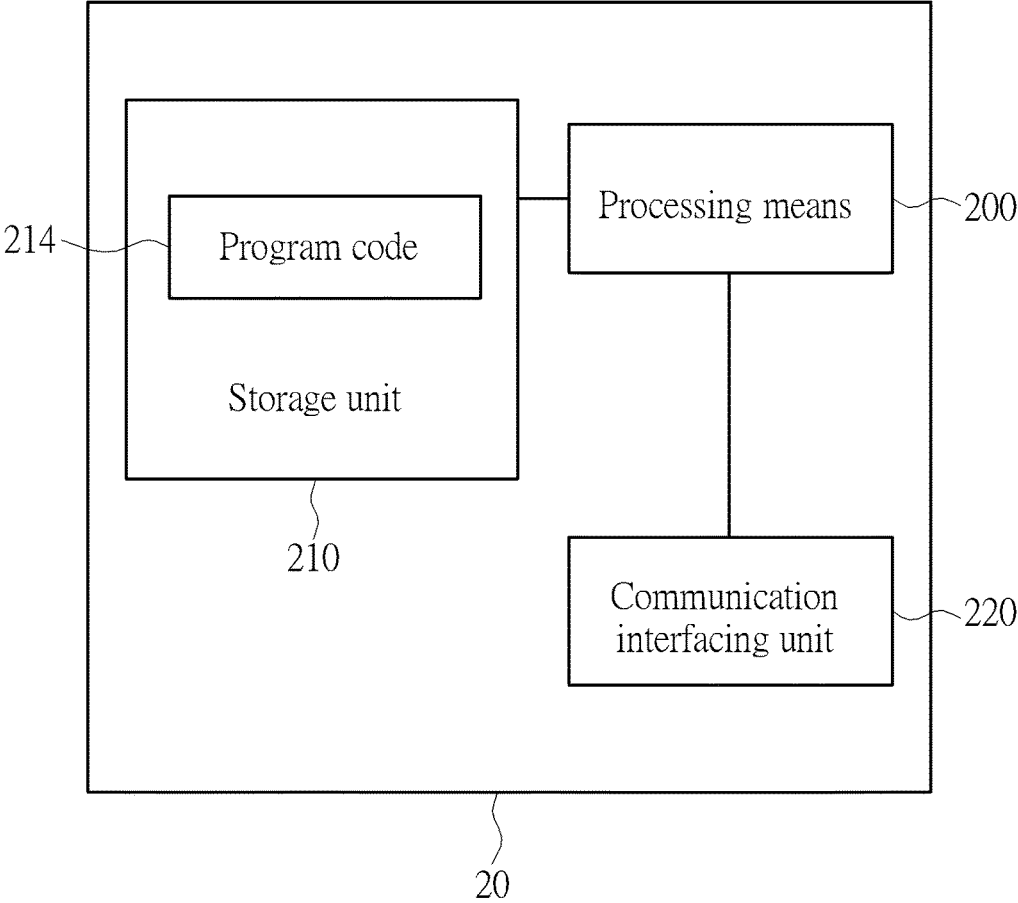 Processing means
200
214
Program code
Storage unit
210
Communication
interfacing unit
220
20